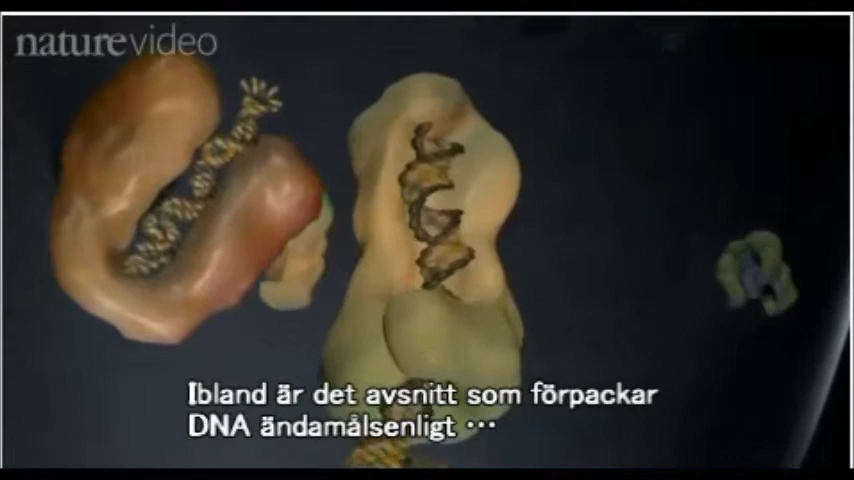 naturevideo
Ibland är det avsnitt som förpackar
DNA ändamålsenligt ···